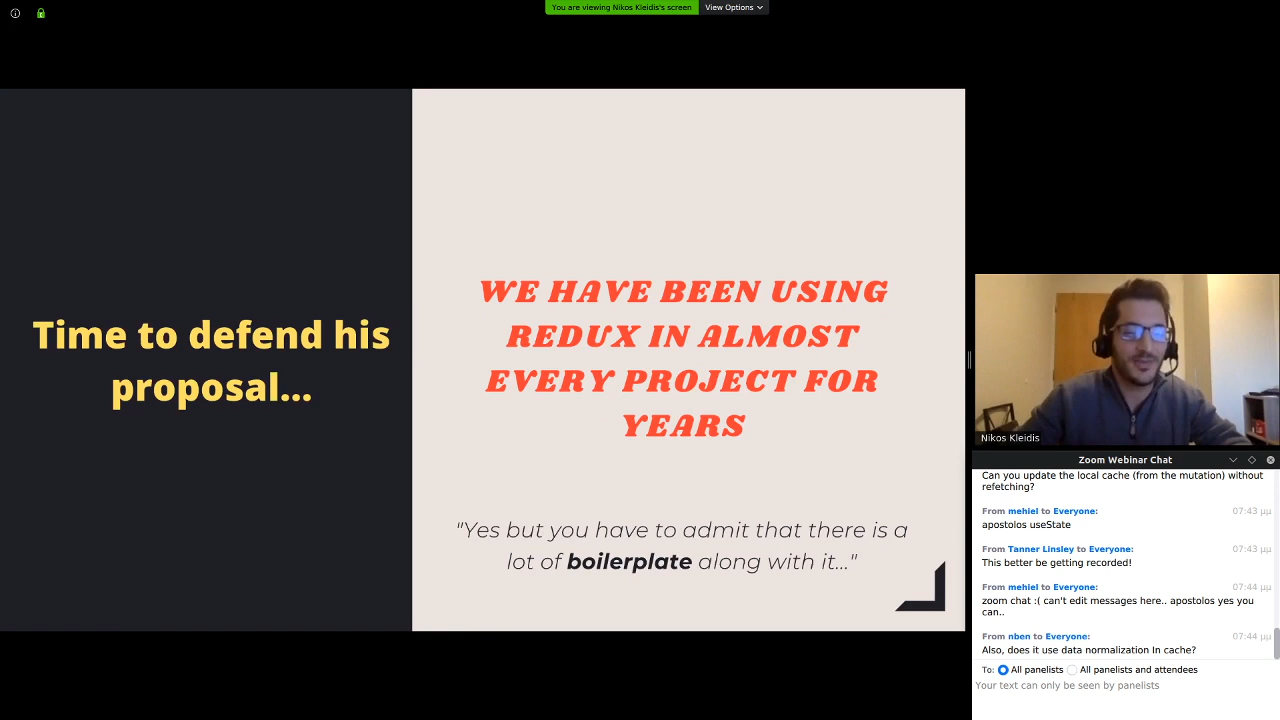 You are viewing Nikos Kleidis's screen
View Options
Time to defend his
proposal...
WE HAVE BEEN USING
REDUX IN ALMOST
EVERY PROJECT FOR
YEARS
"Yes but you have to admit that there is a
lot of boilerplate along with it..."
Nikos Kleidis
Zoom Webinar Chat
Can you update the local cache (from the mutation) without
refetching?
From mehiel to Everyone: 07:43 μμ
apostolos useState
From Tanner Linsley to Everyone: 07:43 μμ
This better be getting recorded!
From mehiel to Everyone: 07:44 μμ
zoom chat :( can't edit messages here.. apostolos yes you
can..
From nben to Everyone: 07:44 μμ
Also, does it use data normalization In cache?
To: All panelists All panelists and attendees
Your text can only be seen by panelists